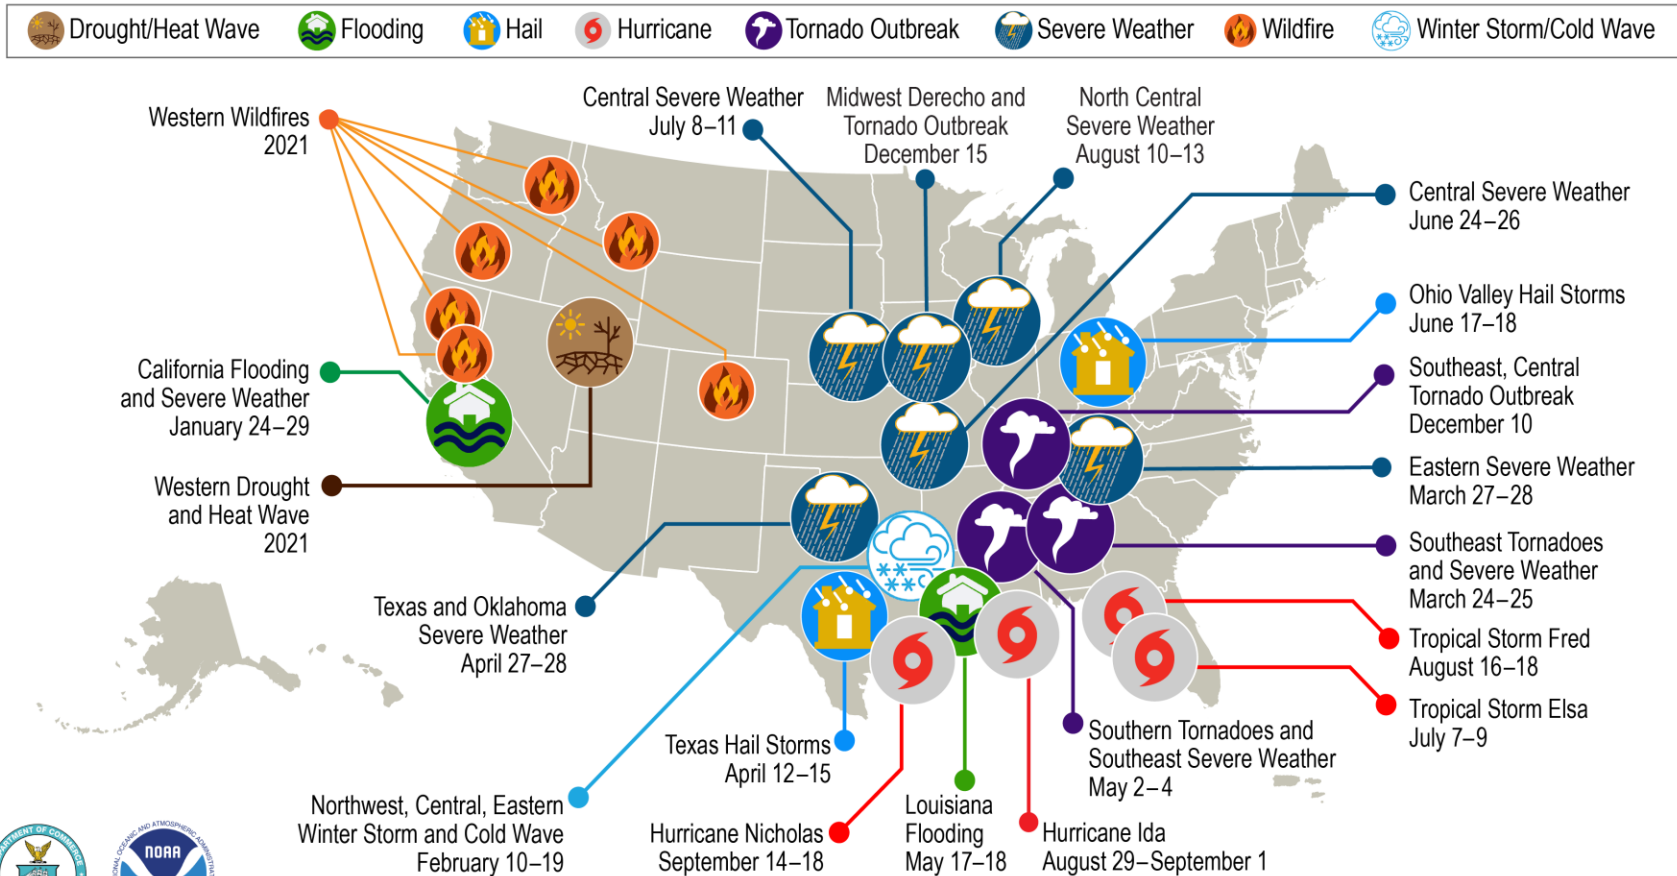 Drought/Heat Wave
Flooding
Hail
Hurricane
Tornado Outbreak
Severe Weather
Wildfire
Winter Storm/Cold Wave
Western Wildfires
2021
Central Severe Weather
July 8–11
Midwest Derecho and
Tornado Outbreak
December 15
North Central
Severe Weather
August 10–13
Central Severe Weather
June 24–26
Ohio Valley Hail Storms
June 17–18
California Flooding
and Severe Weather
January 24–29
Southeast, Central
Tornado Outbreak
December 10
Eastern Severe Weather
March 27–28
Western Drought
and Heat Wave
2021
Southeast Tornadoes
and Severe Weather
March 24–25
Texas and Oklahoma
Severe Weather
April 27–28
Tropical Storm Fred
August 16–18
Tropical Storm Elsa
July 7–9
Texas Hail Storms
April 12–15
Southern Tornadoes and
Southeast Severe Weather
May 2–4
Northwest, Central, Eastern
Winter Storm and Cold Wave
February 10–19
Hurricane Nicholas
September 14–18
Louisiana
Flooding
May 17–18
Hurricane Ida
August 29–September 1
OF COMMERCE
AND ATMOSPHERIC
NOAA